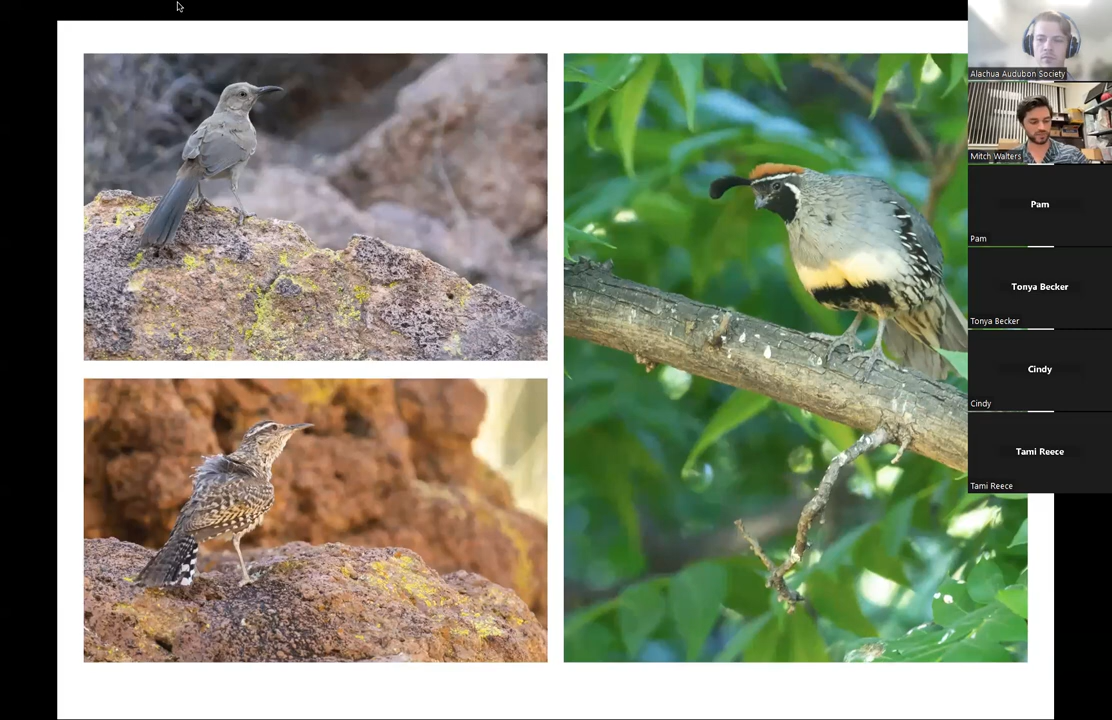 Alachua Audubon Society
Mitch Walters
Pam
Pam
Tonya Becker
Tonya Becker
Cindy
Cindy
Tami Reece
Tami Reece